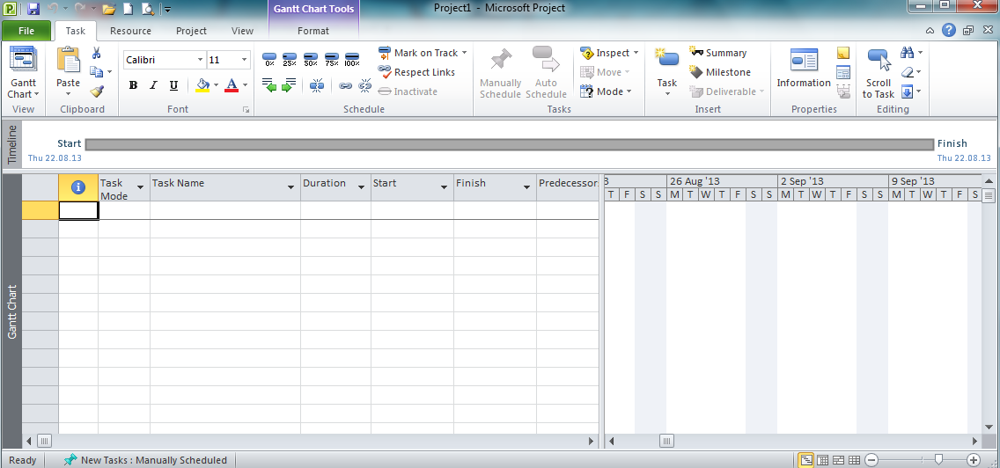 Gantt Chart Tools
Project1 - Microsoft Project
File Task Resource Project View Format
Gantt Chart
View
Paste
Clipboard
Calibri 11
B I U A
Font
0% 25% 50% 75% 100%
Mark on Track
Respect Links
Inactivate
Schedule
Manually Schedule
Auto Schedule
Inspect
Move
Mode
Tasks
Task
Summary
Milestone
Deliverable
Insert
Information
Properties
Scroll to Task
Editing
Timeline
Start
Thu 22.08.13
Finish
Thu 22.08.13
Task Mode
Task Name
Duration
Start
Finish
Predecessor
3 26 Aug '13 2 Sep '13 9 Sep '13
T F S S M T W T F S S M T W T F S S M T W T F S
Gantt Chart
Ready
New Tasks : Manually Scheduled